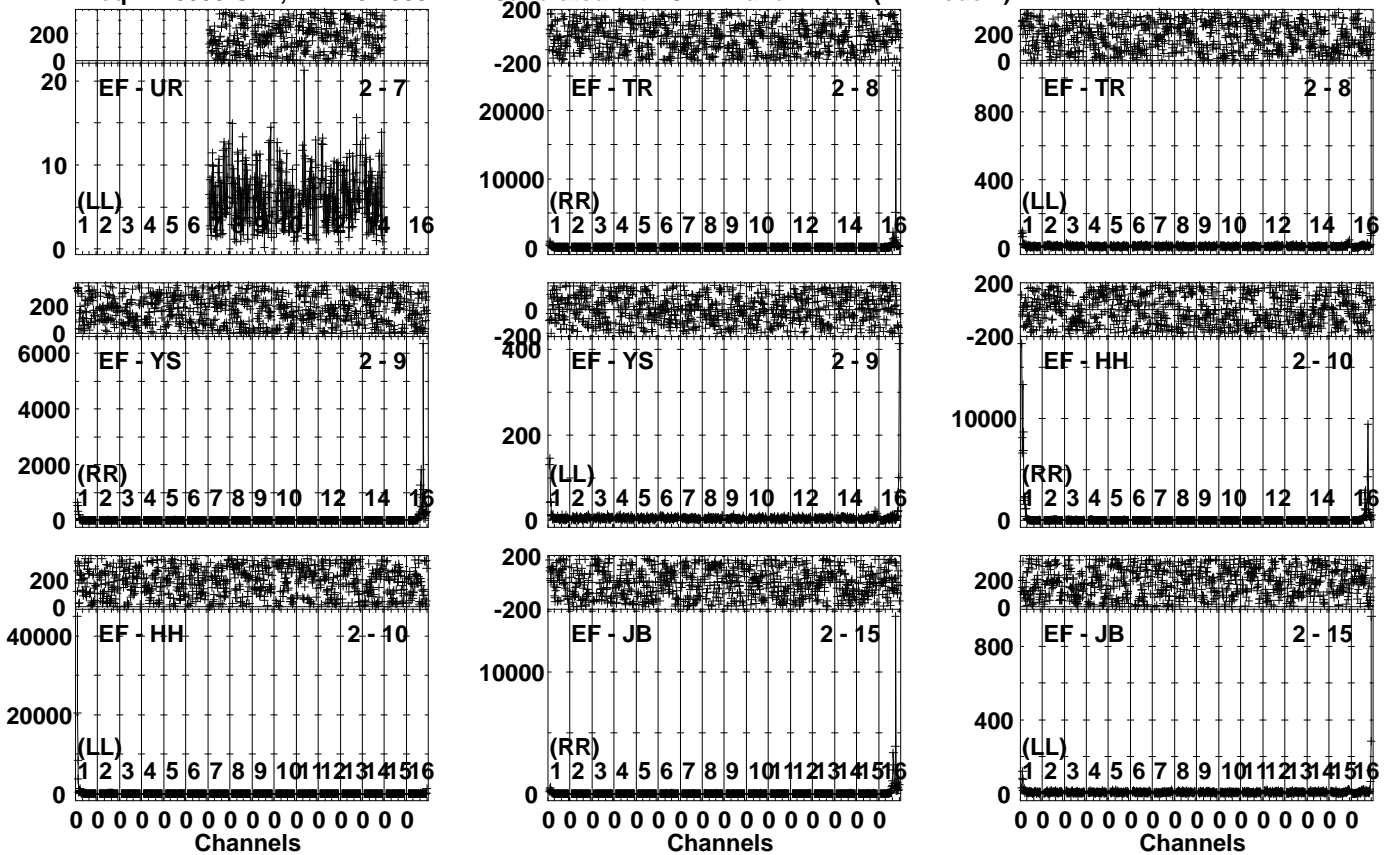 200 200 200
0 -200 0
20 EF - UR 2 - 7 EF - TR 2 - 8 EF - TR 2 - 8
20000 800
10 10000 400
(LL) (RR) (LL)
1 2 3 4 5 6 7 8 9 10 12 14 16 1 2 3 4 5 6 7 8 9 10 12 14 16 1 2 3 4 5 6 7 8 9 10 12 14 16
0 0 0
200 0 200
0 -200 -200
6000 EF - YS 2 - 9 400 EF - YS 2 - 9 EF - HH 2 - 10
4000 10000
2000 200
(RR) (LL) (RR)
1 2 3 4 5 6 7 8 9 10 12 14 16 1 2 3 4 5 6 7 8 9 10 12 14 16 1 2 3 4 5 6 7 8 9 10 12 14 16
0 0 0
200 200 200
0 -200 0
40000 EF - HH 2 - 10 EF - JB 2 - 15 800 EF - JB 2 - 15
20000 10000 400
(LL) (RR) (LL)
1 2 3 4 5 6 7 8 9 10 11 12 13 14 15 16 1 2 3 4 5 6 7 8 9 10 11 12 13 14 15 16 1 2 3 4 5 6 7 8 9 10 11 12 13 14 15 16
0 0 0
0 0 0 0 0 0 0 0 0 0 0 0 0 0 0 0 0 0 0 0 0 0 0 0 0 0 0 0 0 0 0 0 0 0 0 0 0 0 0 0 0 0 0 0 0 0 0 0
Channels Channels Channels